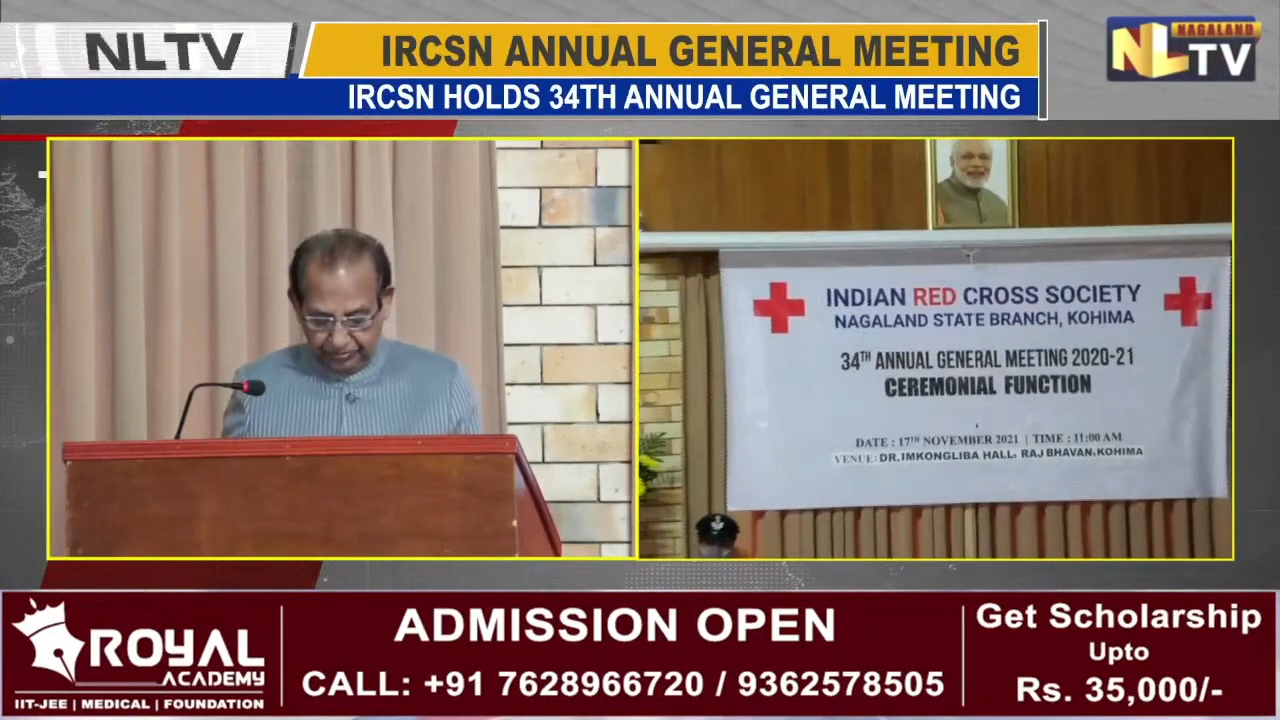 NLTV
IRCSN ANNUAL GENERAL MEETING
IRCSN HOLDS 34TH ANNUAL GENERAL MEETING
NAGALAND
NLTV
INDIAN RED CROSS SOCIETY
NAGALAND STATE BRANCH, KOHIMA
34TH ANNUAL GENERAL MEETING 2020-21
CEREMONIAL FUNCTION
DATE : 17TH NOVEMBER 2021 | TIME : 11:00 AM
VENUE: DR. IMKONGLIBA HALL, RAJ BHAVAN, KOHIMA
ROYAL
ACADEMY
IIT-JEE | MEDICAL | FOUNDATION
ADMISSION OPEN
CALL: +91 7628966720 / 9362578505
Get Scholarship
Upto
Rs. 35,000/-